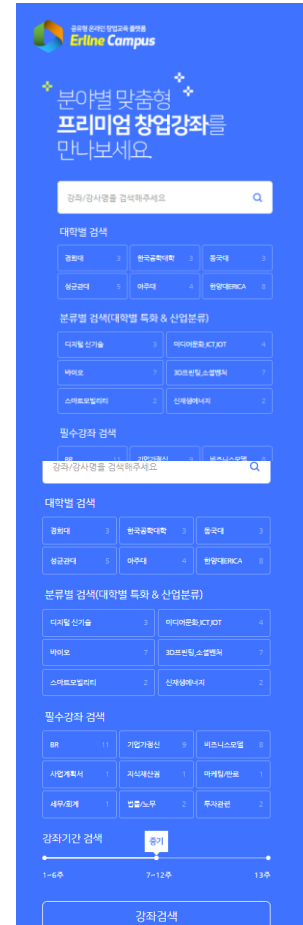 공유형 온라인 창업교육 플랫폼
Erline Campus
분야별 맞춤형
프리미엄 창업강좌를
만나보세요.
강좌/강사명을 검색해주세요
대학별 검색
경희대 3 한국공학대학 3 동국대 3
성균관대 5 아주대 4 한양대ERICA 8
분류별 검색(대학별 특화 & 산업분류)
디지털 신기술 3 미디어문화,ICT,IOT 4
바이오 7 3D프린팅,소셜벤처 7
스마트모빌리티 2 신재생에너지 2
필수강좌 검색
BR 11 기업가정신 9 비즈니스모델 8
강좌/강사명을 검색해주세요
대학별 검색
경희대 3 한국공학대학 3 동국대 3
성균관대 5 아주대 4 한양대ERICA 8
분류별 검색(대학별 특화 & 산업분류)
디지털 신기술 3 미디어문화,ICT,IOT 4
바이오 7 3D프린팅,소셜벤처 7
스마트모빌리티 2 신재생에너지 2
필수강좌 검색
BR 11 기업가정신 9 비즈니스모델 8
사업계획서 1 지식재산권 1 마케팅/판로 1
세무/회계 1 법률/노무 2 투자관련 2
강좌기간 검색
중기
1~6주 7~12주 13주
강좌검색